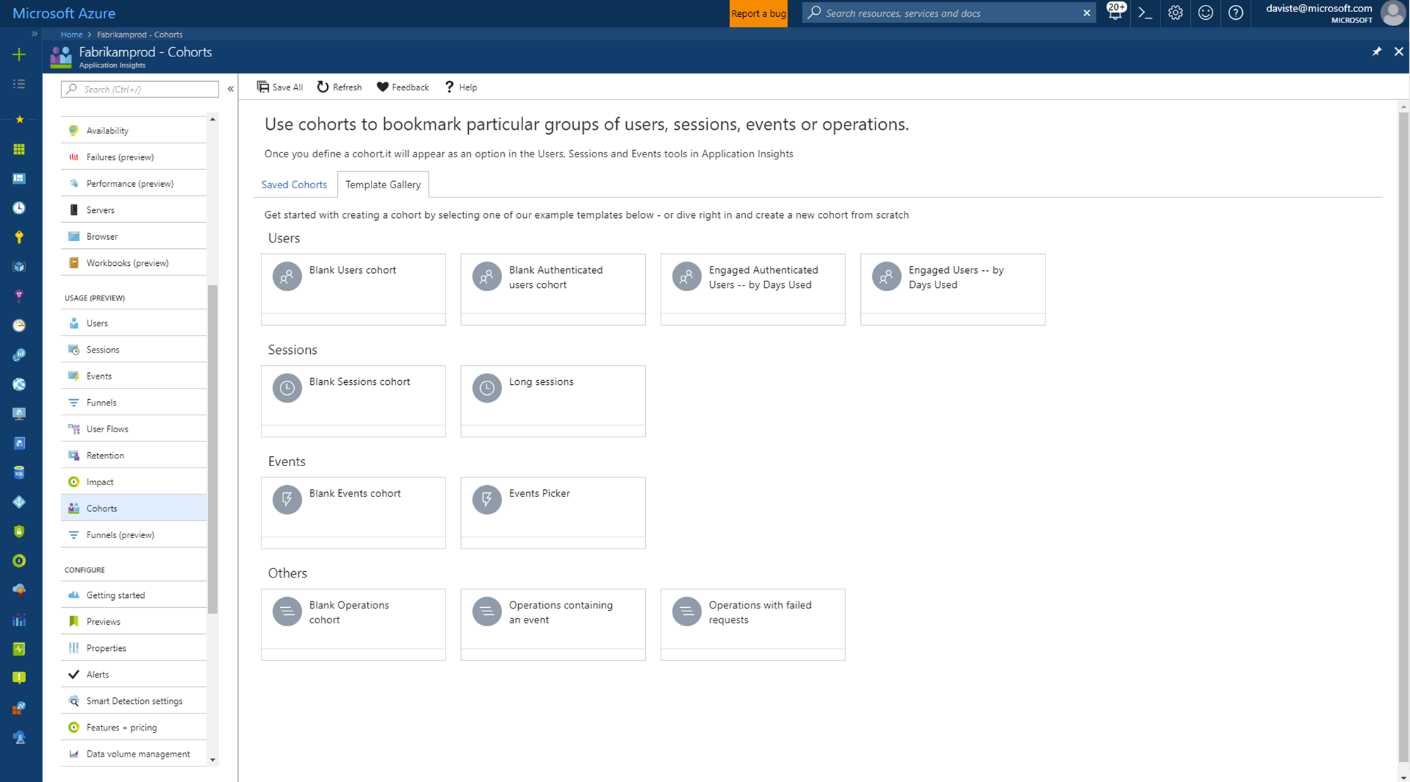 Microsoft Azure
Report a bug
Search resources, services and docs
20+
daviste@microsoft.com
MICROSOFT
Home > Fabrikamprod - Cohorts
Fabrikamprod - Cohorts
Application Insights
Search (Ctrl+/)
Availability
Failures (preview)
Performance (preview)
Servers
Browser
Workbooks (preview)
USAGE (PREVIEW)
Users
Sessions
Events
Funnels
User Flows
Retention
Impact
Cohorts
Funnels (preview)
CONFIGURE
Getting started
Previews
Properties
Alerts
Smart Detection settings
Features + pricing
Data volume management
Save All Refresh Feedback Help
Use cohorts to bookmark particular groups of users, sessions, events or operations.
Once you define a cohort,it will appear as an option in the Users, Sessions and Events tools in Application Insights
Saved Cohorts Template Gallery
Get started with creating a cohort by selecting one of our example templates below - or dive right in and create a new cohort from scratch
Users
Blank Users cohort
Blank Authenticated
users cohort
Engaged Authenticated
Users -- by Days Used
Engaged Users -- by
Days Used
Sessions
Blank Sessions cohort
Long sessions
Events
Blank Events cohort
Events Picker
Others
Blank Operations
cohort
Operations containing
an event
Operations with failed
requests